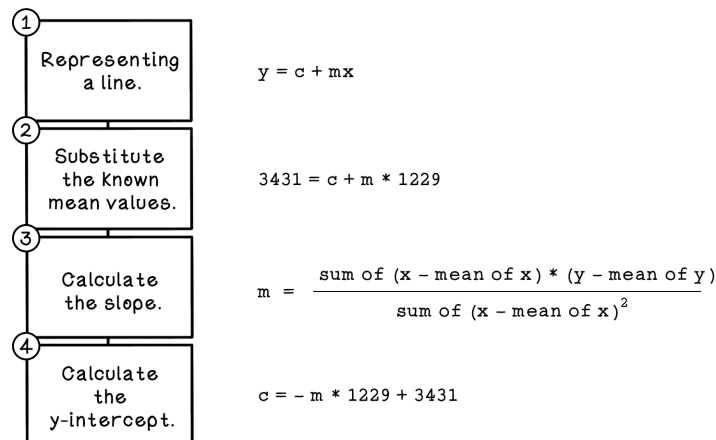 1
Representing
a line.
y = c + mx
2
Substitute
the known
mean values.
3431 = c + m * 1229
3
Calculate
the slope.
m = sum of (x - mean of x) * (y - mean of y)
sum of (x - mean of x)²
4
Calculate
the
y-intercept.
c = - m * 1229 + 3431